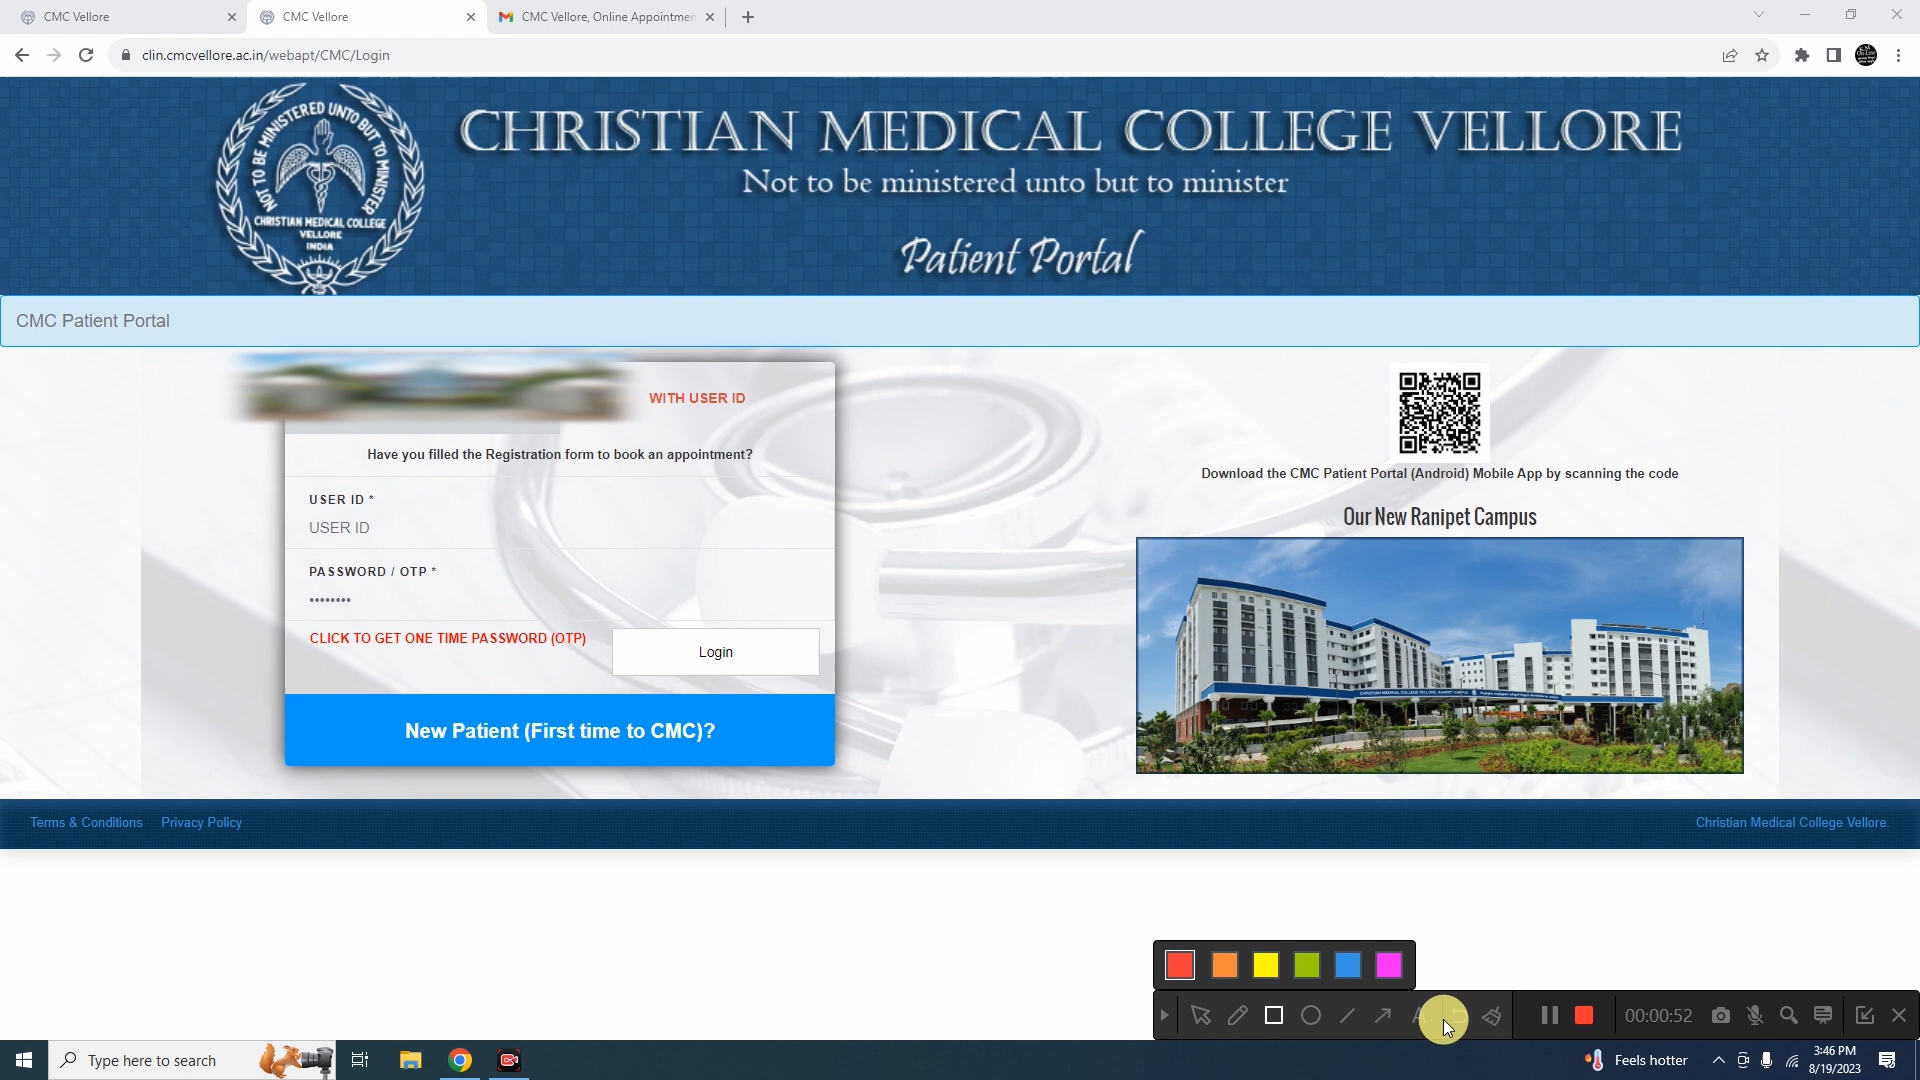 CMC Vellore
CMC Vellore
CMC Vellore, Online Appointmen
clin.cmcvellore.ac.in/webapt/CMC/Login
NOT TO BE MINISTERED UNTO BUT TO MINISTER
CHRISTIAN MEDICAL COLLEGE
VELLORE
INDIA
CHRISTIAN MEDICAL COLLEGE VELLORE
Not to be ministered unto but to minister
Patient Portal
CMC Patient Portal
WITH USER ID
Have you filled the Registration form to book an appointment?
USER ID *
USER ID
PASSWORD / OTP *
••••••••
CLICK TO GET ONE TIME PASSWORD (OTP)
Login
New Patient (First time to CMC)?
Download the CMC Patient Portal (Android) Mobile App by scanning the code
Our New Ranipet Campus
Terms & Conditions
Privacy Policy
Christian Medical College Vellore.
00:00:52
Type here to search
Feels hotter
3:46 PM
8/19/2023